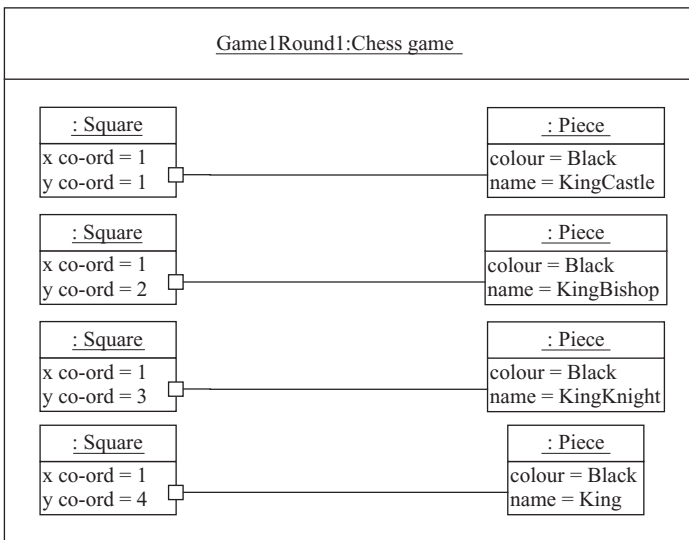 Game1Round1:Chess game
: Square
x co-ord = 1
y co-ord = 1
: Piece
colour = Black
name = KingCastle
: Square
x co-ord = 1
y co-ord = 2
: Piece
colour = Black
name = KingBishop
: Square
x co-ord = 1
y co-ord = 3
: Piece
colour = Black
name = KingKnight
: Square
x co-ord = 1
y co-ord = 4
: Piece
colour = Black
name = King